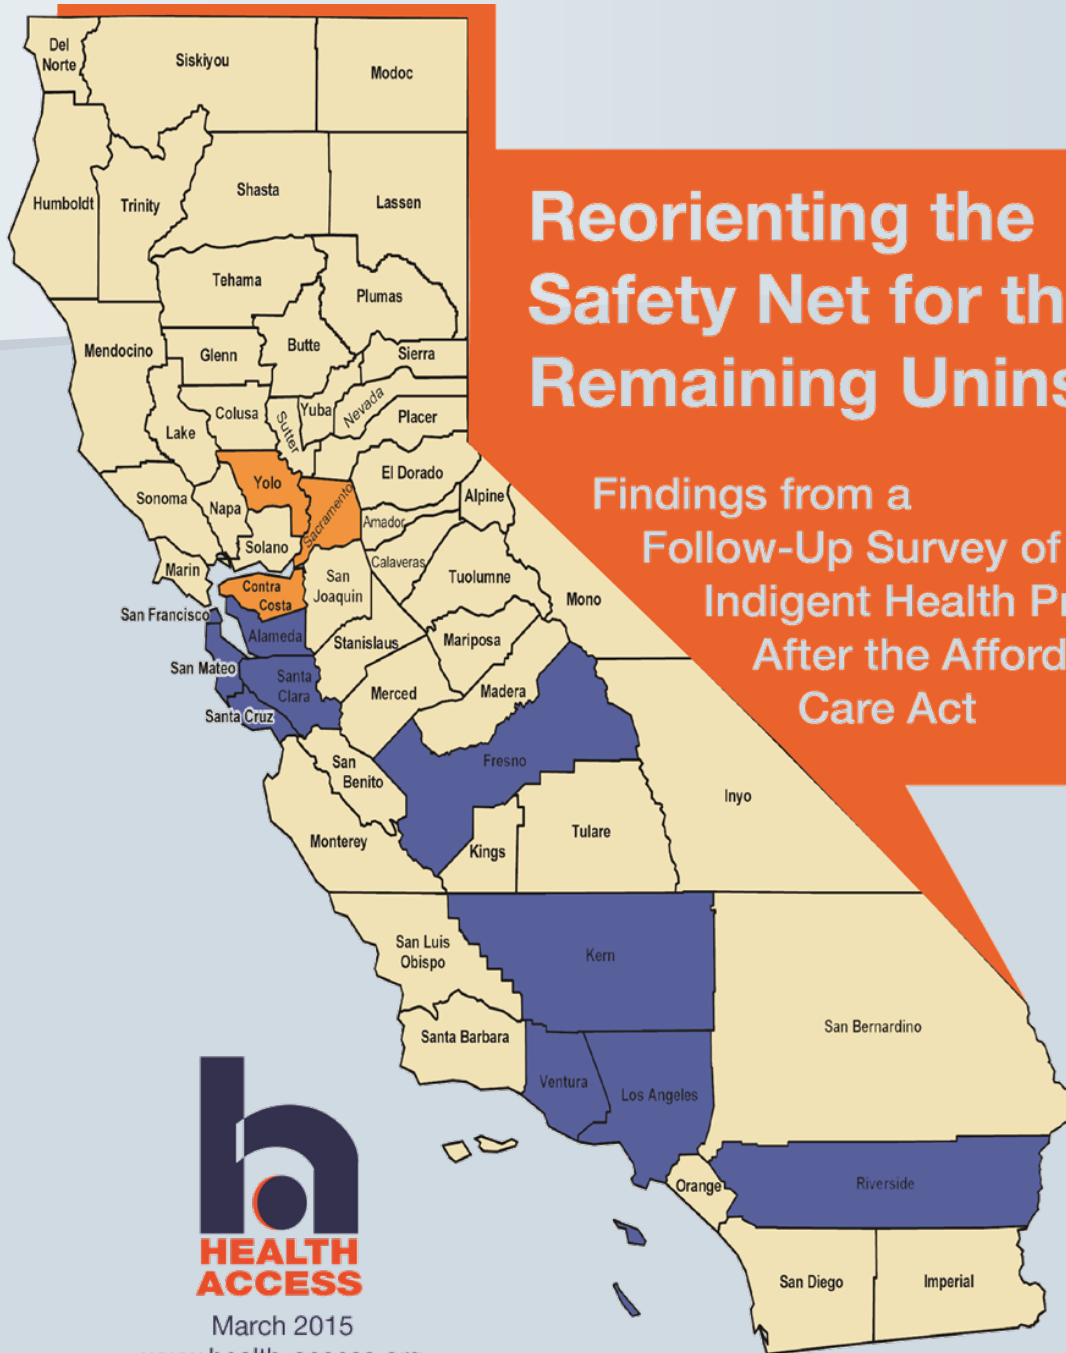 Del
Norte
Siskiyou
Modoc
Humboldt
Trinity
Shasta
Lassen
Reorienting the
Safety Net for th
Remaining Unins
Tehama
Plumas
Mendocino
Glenn
Butte
Sierra
Colusa
Sutter
Yuba
Nevada
Placer
Lake
El Dorado
Yolo
Sonoma
Napa
Sacramento
Alpine
Amador
Solano
Findings from a
Follow-Up Survey of
Indigent Health Pr
After the Afford
Care Act
Marin
Calaveras
Tuolumne
San
Joaquin
Contra
Costa
Mono
San Francisco
Alameda
Stanislaus
Mariposa
San Mateo
Santa
Clara
Merced
Madera
Santa Cruz
San
Benito
Fresno
Inyo
Monterey
Kings
Tulare
San Luis
Obispo
Kern
Santa Barbara
San Bernardino
Ventura
Los Angeles
Orange
Riverside
San Diego
Imperial
HEALTH
ACCESS
March 2015